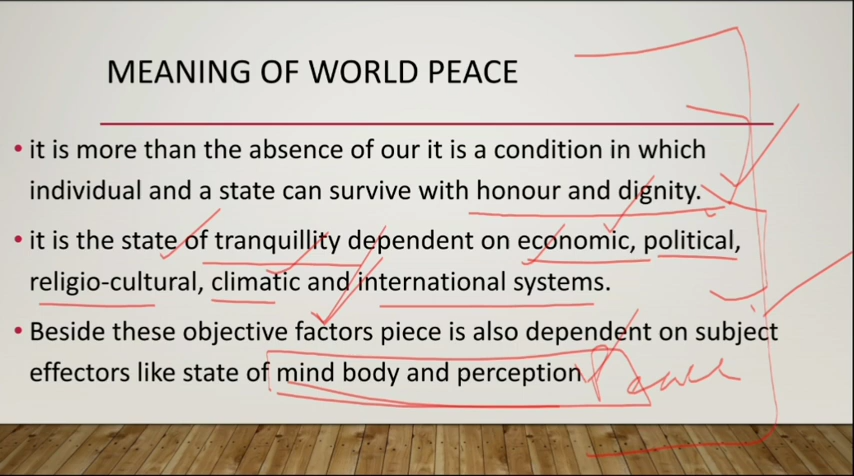 MEANING OF WORLD PEACE
• it is more than the absence of our it is a condition in which
individual and a state can survive with honour and dignity.
• it is the state of tranquillity dependent on economic, political,
religio-cultural, climatic and international systems.
• Beside these objective factors piece is also dependent on subject
effectors like state of mind body and perception
Peace